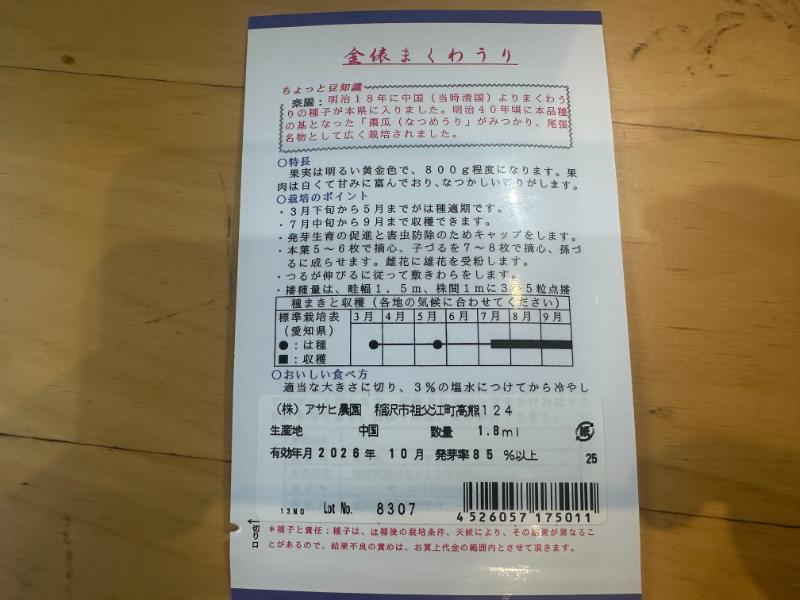 金俵まくわうり
ちょっと豆知識
来歴：明治18年に中国（当時清国）よりまくわう
りの種子が本県に入りました。明治40年頃に本品種
の基となった「棗瓜（なつめうり）がみつかり、尾張
名物として広く栽培されました。
○特長
果実は明るい黄金色で、800g程度になります。果
肉は白くて甘みに富んでおり、なつかしい香りがします。
○栽培のポイント
・3月下旬から5月までがは種適期です。
・7月中旬から9月まで収穫できます。
・発芽生育の促進と害虫防除のためキャップをします。
・本葉5～6枚で摘心、子づるを7～8枚で摘心、孫づ
るに成らせます。雌花に雄花を受粉します。
・つるが伸びるに従って敷きわらをします。
・播種量は、畦幅1.5m、株間1mに3～5粒点播
種まきと収穫（各地の気候に合わせてください）
標準栽培表 3月 4月 5月 6月 7月 8月 9月
（愛知県）
●：は種
■：収穫
○おいしい食べ方
適当な大きさに切り、3％の塩水につけてから冷やし
（株）アサヒ農園 稲沢市祖父江町高熊124
生産地 中国 数量 1.8ml
有効年月 2026年 10月 発芽率85 %以上 25
紙
13NO Lot No. 8307
4526057175011
口り切
＊種子と責任：種子は、は種後の栽培条件、天候により、その結果が異なるこ
とがあるので、結果不良の責めは、お買上代金の範囲内とさせて頂きます。